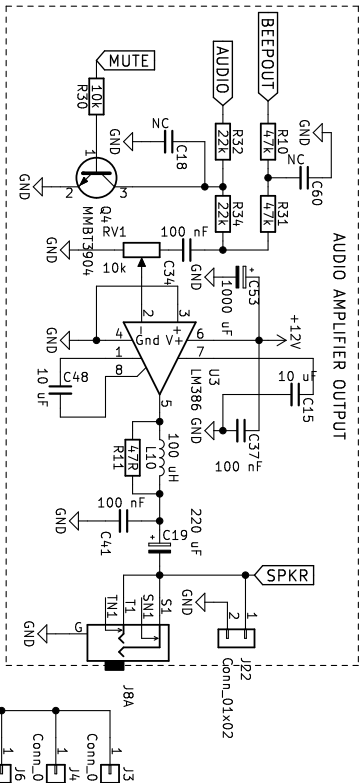 MUTE
AUDIO
BEEPOUT
10k
R30
GND
NC
C18
22k
R32
47k
R10
GND
NC
C60
1
2
3
GND
Q4
MMBT3904
22k
R34
47k
R31
RV1
10k
100 nF
C34
GND
GND
C53
1000 uF
+12V
AUDIO AMPLIFIER OUTPUT
2
3
-
+
Gnd
V+
4
6
1
7
8
5
GND
U3
LM386
C48
10 uF
10 uF
C15
GND
C37
100 nF
47R
R11
100 uH
L10
100 nF
C41
GND
220 uF
C19
SPKR
GND
2
1
J22
Conn_01x02
TN1
T1
SN1
S1
G
GND
J8A
1
J6
1
J4
Conn_0
1
J3
Conn_0